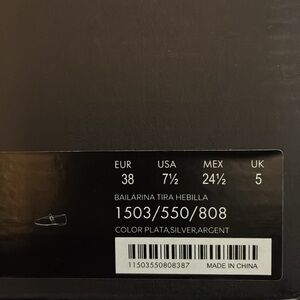 EUR USA MEX UK
38 7½ 24½ 5
BAILARINA TIRA HEBILLA
1503/550/808
COLOR PLATA,SILVER,ARGENT
11503550808387 MADE IN CHINA